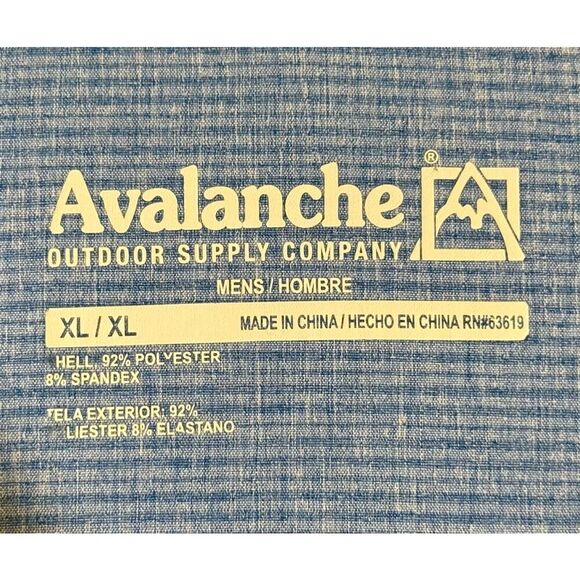 Avalanche®
OUTDOOR SUPPLY COMPANY
MENS / HOMBRE
XL / XL MADE IN CHINA / HECHO EN CHINA RN#63619
HELL: 92% POLYESTER
8% SPANDEX
TELA EXTERIOR: 92%
LIESTER 8% ELASTANO